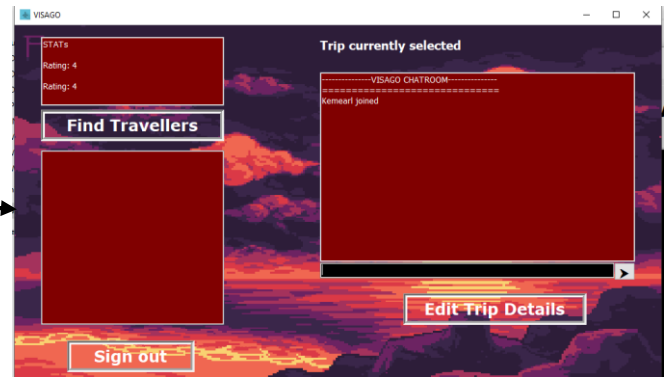 VISAGO
STATs
Rating: 4
Rating: 4
Find Travellers
Sign out
Trip currently selected
---------------VISAGO CHATROOM---------------
==============================
Kemearl joined
Edit Trip Details